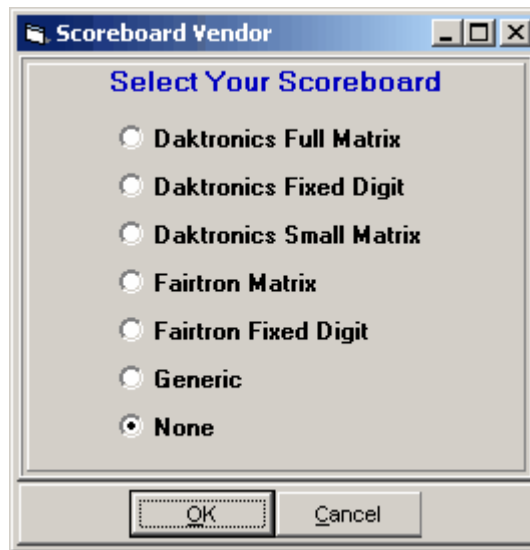 Scoreboard Vendor
Select Your Scoreboard
Daktronics Full Matrix
Daktronics Fixed Digit
Daktronics Small Matrix
Fairtron Matrix
Fairtron Fixed Digit
Generic
None
OK Cancel